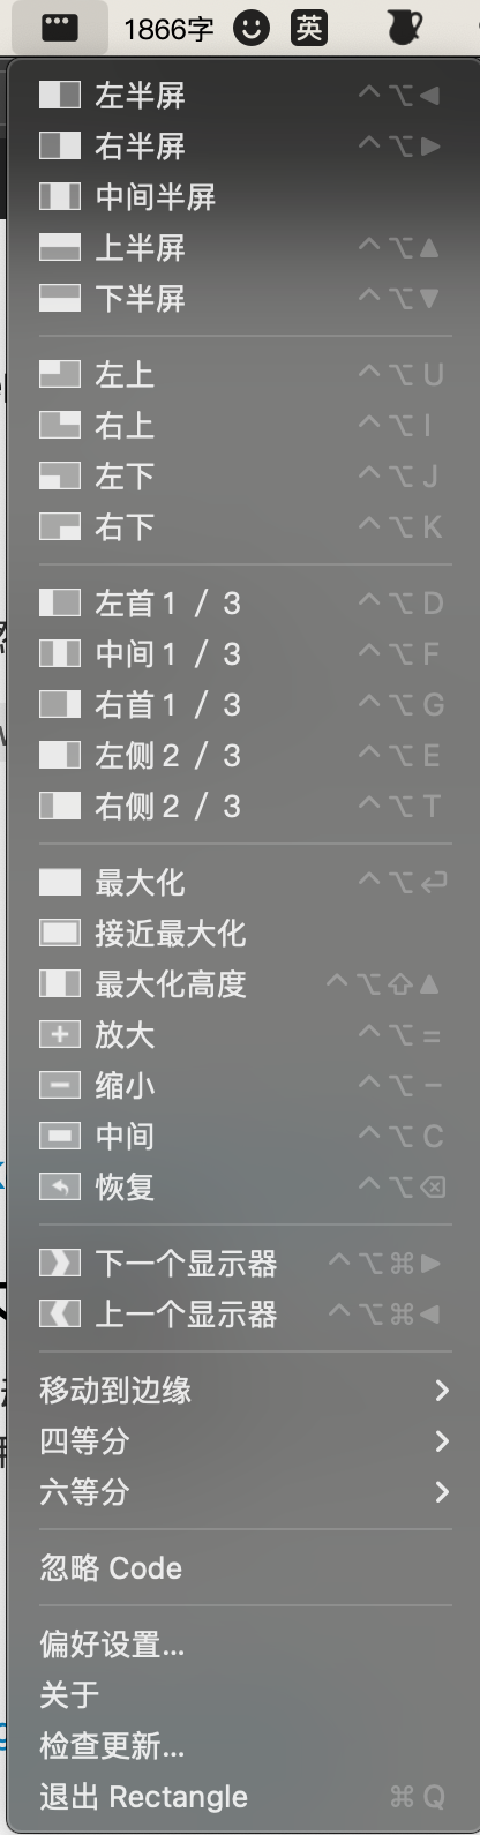 1866字 英
左半屏 ^⌥◀
右半屏 ^⌥▶
中间半屏
上半屏 ^⌥▲
下半屏 ^⌥▼
左上 ^⌥U
右上 ^⌥I
左下 ^⌥J
右下 ^⌥K
左首 1 / 3 ^⌥D
中间 1 / 3 ^⌥F
右首 1 / 3 ^⌥G
左侧 2 / 3 ^⌥E
右侧 2 / 3 ^⌥T
最大化 ^⌥↩
接近最大化
最大化高度 ^⌥⇧▲
放大 ^⌥=
缩小 ^⌥−
中间 ^⌥C
恢复 ^⌥⌫
下一个显示器 ^⌥⌘▶
上一个显示器 ^⌥⌘◀
移动到边缘 >
四等分 >
六等分 >
忽略 Code
偏好设置...
关于
检查更新...
退出 Rectangle ⌘Q